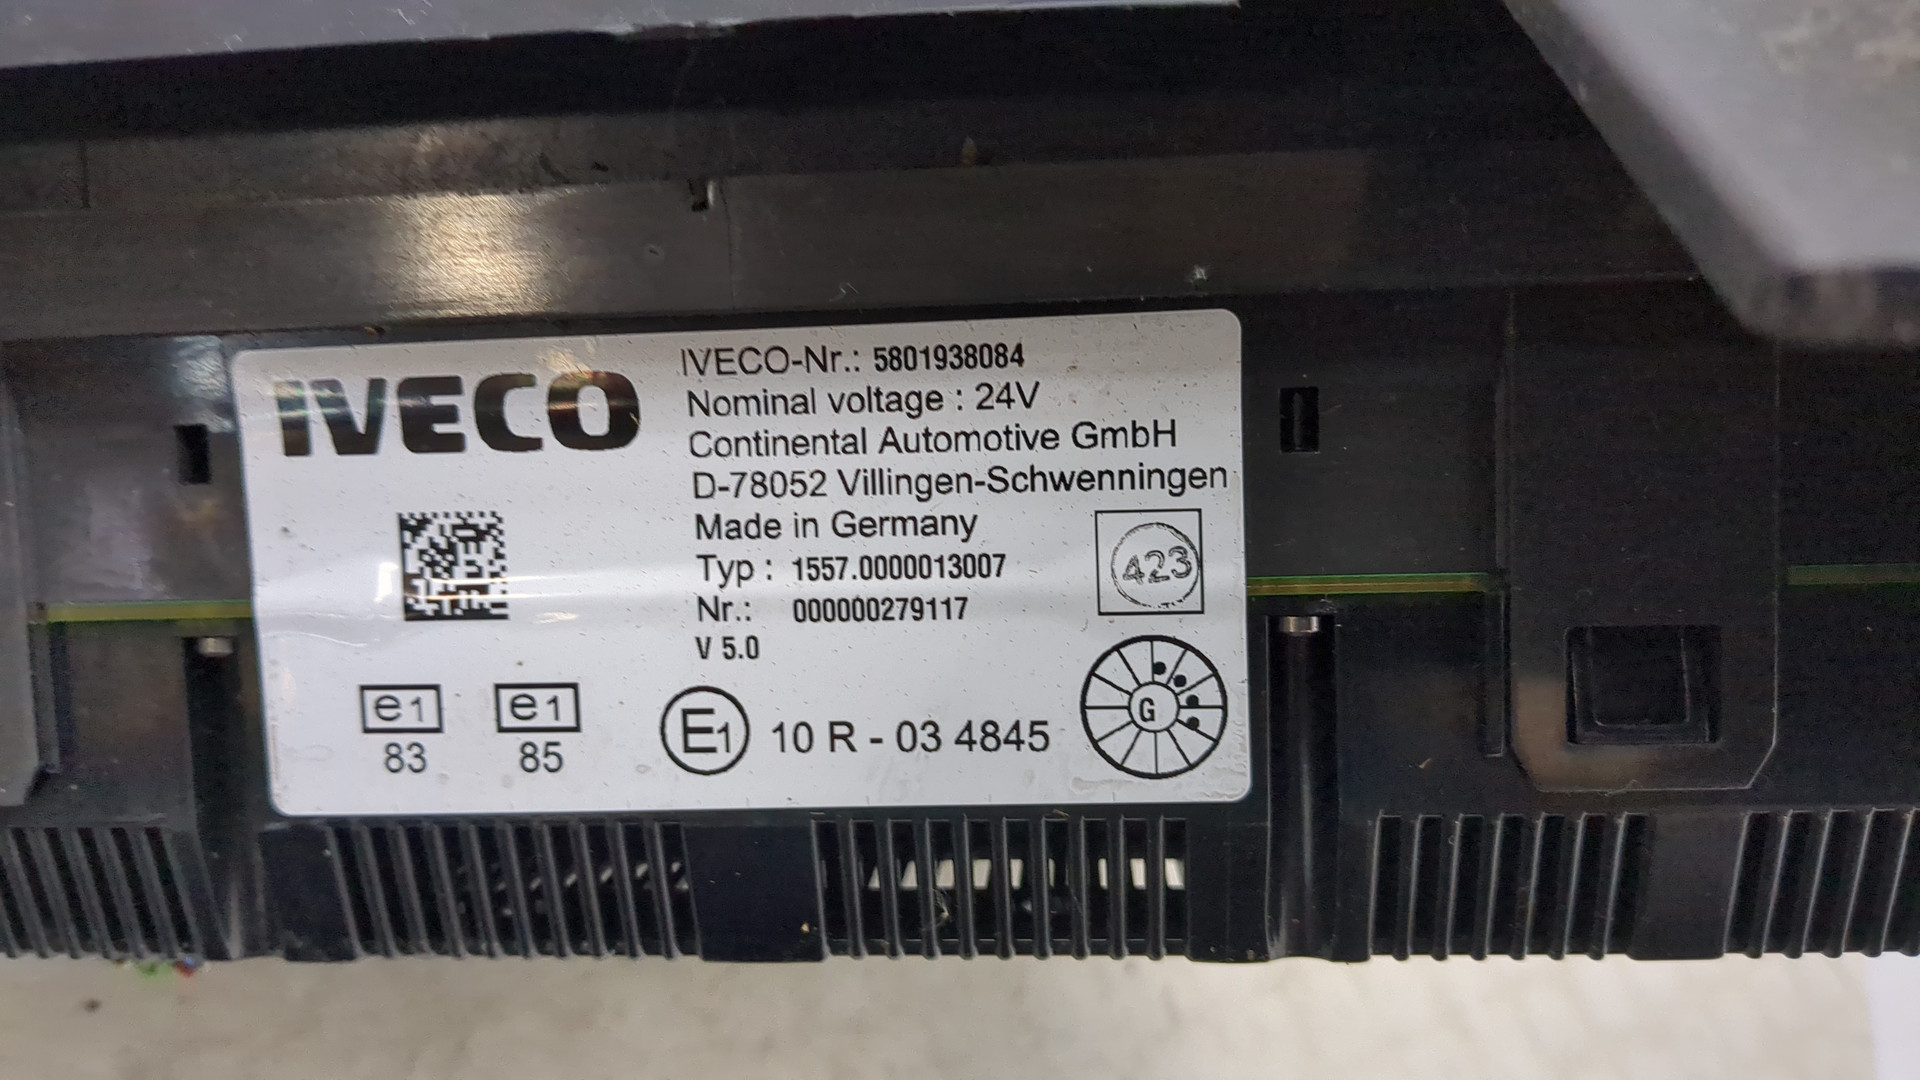 IVECO
IVECO-Nr.: 5801938084
Nominal voltage : 24V
Continental Automotive GmbH
D-78052 Villingen-Schwenningen
Made in Germany
Typ : 1557.0000013007
Nr.: 000000279117
V 5.0
423
e1
83
e1
85
E1 10 R - 03 4845
G